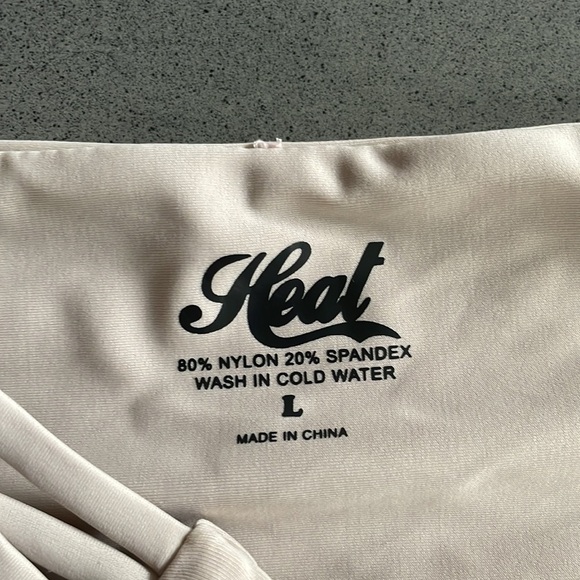 Heat
80% NYLON 20% SPANDEX
WASH IN COLD WATER
L
MADE IN CHINA